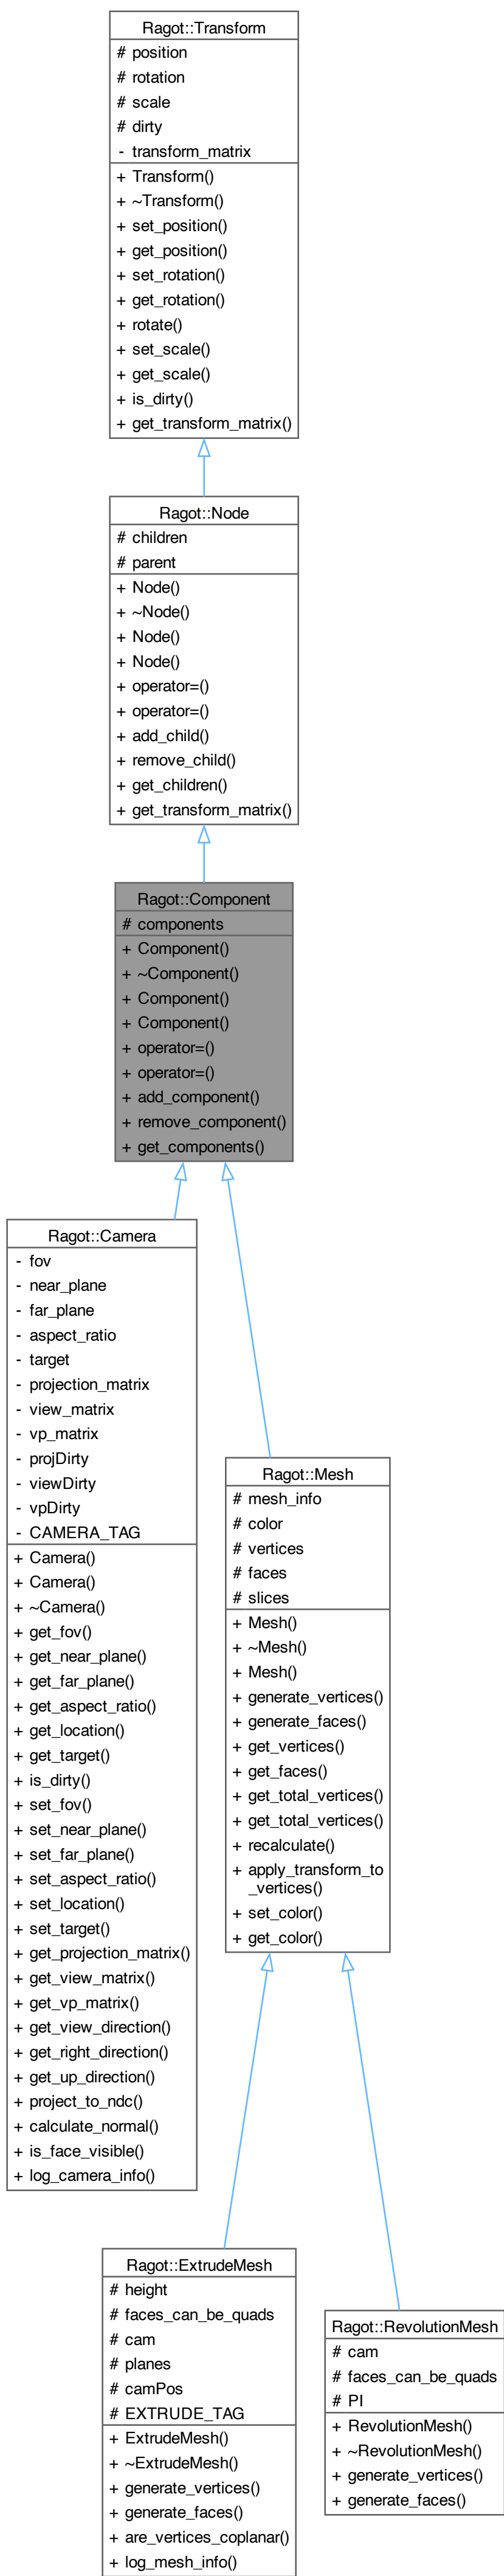 Ragot::Transform
# position
# rotation
# scale
# dirty
- transform_matrix
+ Transform()
+ ~Transform()
+ set_position()
+ get_position()
+ set_rotation()
+ get_rotation()
+ rotate()
+ set_scale()
+ get_scale()
+ is_dirty()
+ get_transform_matrix()
Ragot::Node
# children
# parent
+ Node()
+ ~Node()
+ Node()
+ Node()
+ operator=()
+ operator=()
+ add_child()
+ remove_child()
+ get_children()
+ get_transform_matrix()
Ragot::Component
# components
+ Component()
+ ~Component()
+ Component()
+ Component()
+ operator=()
+ operator=()
+ add_component()
+ remove_component()
+ get_components()
Ragot::Camera
- fov
- near_plane
- far_plane
- aspect_ratio
- target
- projection_matrix
- view_matrix
- vp_matrix
- projDirty
- viewDirty
- vpDirty
- CAMERA_TAG
+ Camera()
+ Camera()
+ ~Camera()
+ get_fov()
+ get_near_plane()
+ get_far_plane()
+ get_aspect_ratio()
+ get_location()
+ get_target()
+ is_dirty()
+ set_fov()
+ set_near_plane()
+ set_far_plane()
+ set_aspect_ratio()
+ set_location()
+ set_target()
+ get_projection_matrix()
+ get_view_matrix()
+ get_vp_matrix()
+ get_view_direction()
+ get_right_direction()
+ get_up_direction()
+ project_to_ndc()
+ calculate_normal()
+ is_face_visible()
+ log_camera_info()
Ragot::Mesh
# mesh_info
# color
# vertices
# faces
# slices
+ Mesh()
+ ~Mesh()
+ Mesh()
+ generate_vertices()
+ generate_faces()
+ get_vertices()
+ get_faces()
+ get_total_vertices()
+ get_total_vertices()
+ recalculate()
+ apply_transform_to
_vertices()
+ set_color()
+ get_color()
Ragot::ExtrudeMesh
# height
# faces_can_be_quads
# cam
# planes
# camPos
# EXTRUDE_TAG
+ ExtrudeMesh()
+ ~ExtrudeMesh()
+ generate_vertices()
+ generate_faces()
+ are_vertices_coplanar()
+ log_mesh_info()
Ragot::RevolutionMesh
# cam
# faces_can_be_quads
# PI
+ RevolutionMesh()
+ ~RevolutionMesh()
+ generate_vertices()
+ generate_faces()